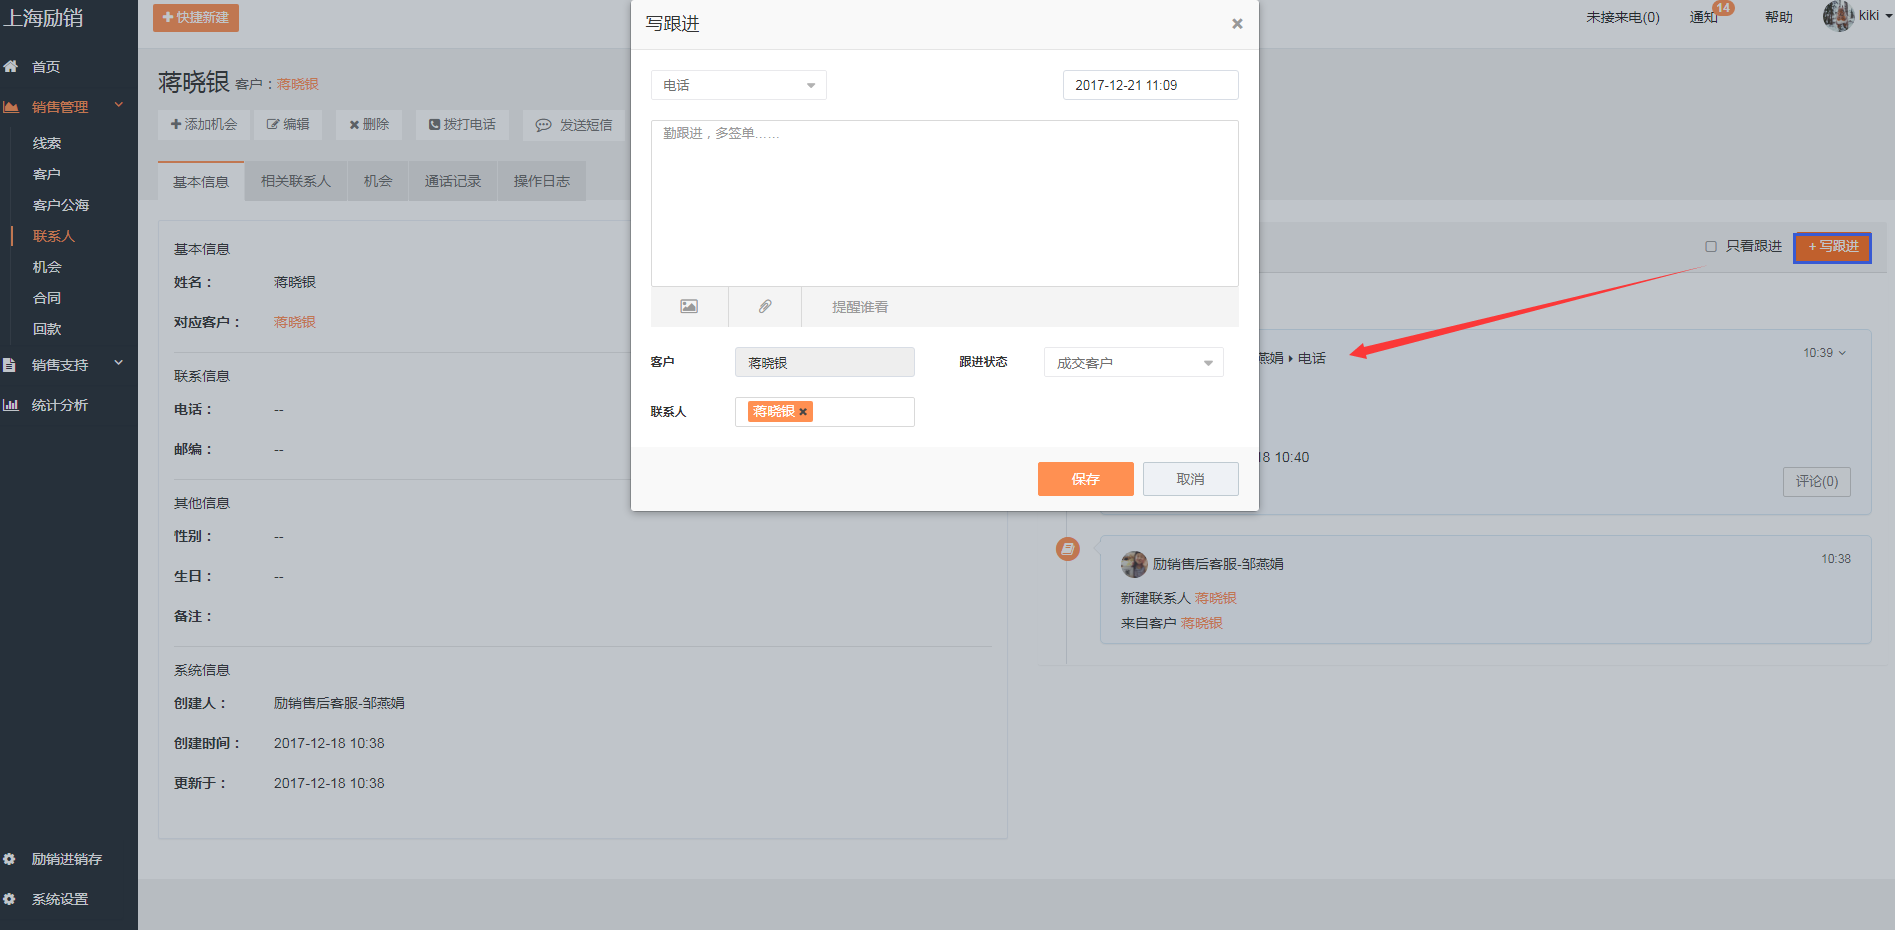 上海励销
快捷新建
未接来电(0)
通知
14
帮助
kiki
首页
销售管理
线索
客户
客户公海
联系人
机会
合同
回款
销售支持
统计分析
励销进销存
系统设置
蒋晓银 客户：蒋晓银
添加机会
编辑
删除
拨打电话
发送短信
基本信息
相关联系人
机会
通话记录
操作日志
基本信息
姓名： 蒋晓银
对应客户： 蒋晓银
联系信息
电话： --
邮编： --
其他信息
性别： --
生日： --
备注：
系统信息
创建人： 励销售后客服-邹燕娟
创建时间： 2017-12-18 10:38
更新于： 2017-12-18 10:38
写跟进
×
电话
2017-12-21 11:09
勤跟进，多签单……
提醒谁看
客户
蒋晓银
跟进状态
成交客户
联系人
蒋晓银 ×
保存
取消
只看跟进
+ 写跟进
燕娟 电话
10:39
18 10:40
评论(0)
励销售后客服-邹燕娟
10:38
新建联系人 蒋晓银
来自客户 蒋晓银